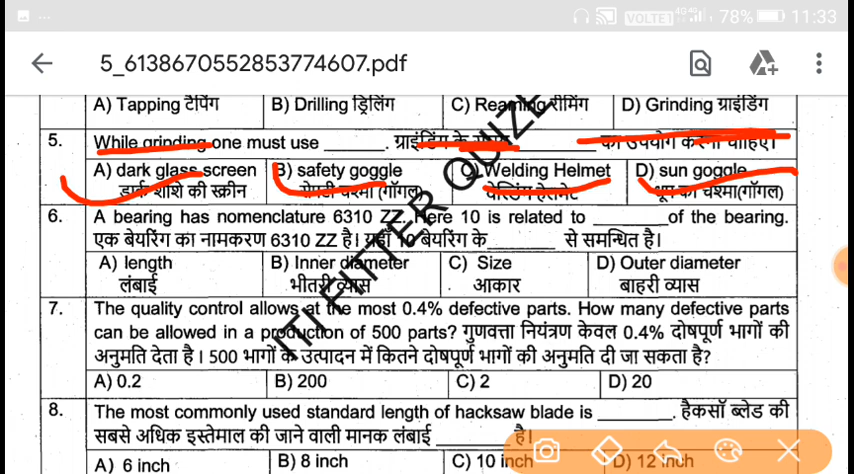 VOLTE1 4G 78% 11:33
5_6138670552853774607.pdf
A) Tapping टैपिंग B) Drilling ड्रिलिंग C) Reaming रीमिंग D) Grinding ग्राइंडिंग
5. While grinding one must use ______. ग्राइंडिंग के ______ का उपयोग करना चाहिए।
A) dark glass screen B) safety goggle C) Welding Helmet D) sun goggle
डार्क शीशे की स्क्रीन सेफ्टी चश्मा (गॉगल) वेल्डिंग हेलमेट धूप का चश्मा(गॉगल)
6. A bearing has nomenclature 6310 ZZ. Here 10 is related to ______of the bearing.
एक बेयरिंग का नामकरण 6310 ZZ है। यहाँ 10 बेयरिंग के______ से समन्धित है।
A) length B) Inner diameter C) Size D) Outer diameter
लंबाई भीतरी व्यास आकार बाहरी व्यास
7. The quality control allows at the most 0.4% defective parts. How many defective parts
can be allowed in a production of 500 parts? गुणवत्ता नियंत्रण केवल 0.4% दोषपूर्ण भागों की
अनुमति देता है। 500 भागों के उत्पादन में कितने दोषपूर्ण भागों की अनुमति दी जा सकता है?
A) 0.2 B) 200 C) 2 D) 20
8. The most commonly used standard length of hacksaw blade is ______. हैकसॉ ब्लेड की
सबसे अधिक इस्तेमाल की जाने वाली मानक लंबाई ______ है।
A) 6 inch B) 8 inch C) 10 inch D) 12 inch
ITI FITTER QUIZE